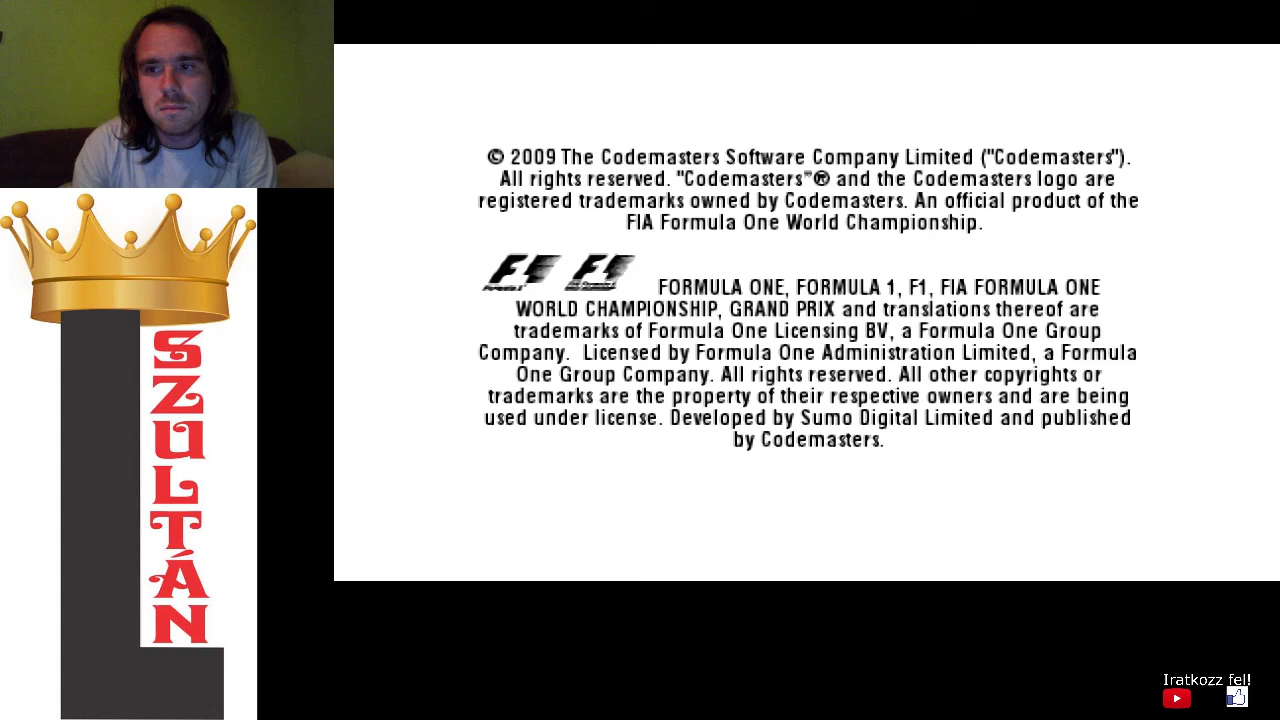 © 2009 The Codemasters Software Company Limited ("Codemasters").
All rights reserved. "Codemasters"® and the Codemasters logo are
registered trademarks owned by Codemasters. An official product of the
FIA Formula One World Championship.
F1 F1 FORMULA ONE, FORMULA 1, F1, FIA FORMULA ONE
WORLD CHAMPIONSHIP, GRAND PRIX and translations thereof are
trademarks of Formula One Licensing BV, a Formula One Group
Company. Licensed by Formula One Administration Limited, a Formula
One Group Company. All rights reserved. All other copyrights or
trademarks are the property of their respective owners and are being
used under license. Developed by Sumo Digital Limited and published
by Codemasters.
L
SZULTÁN
Iratkozz fel!